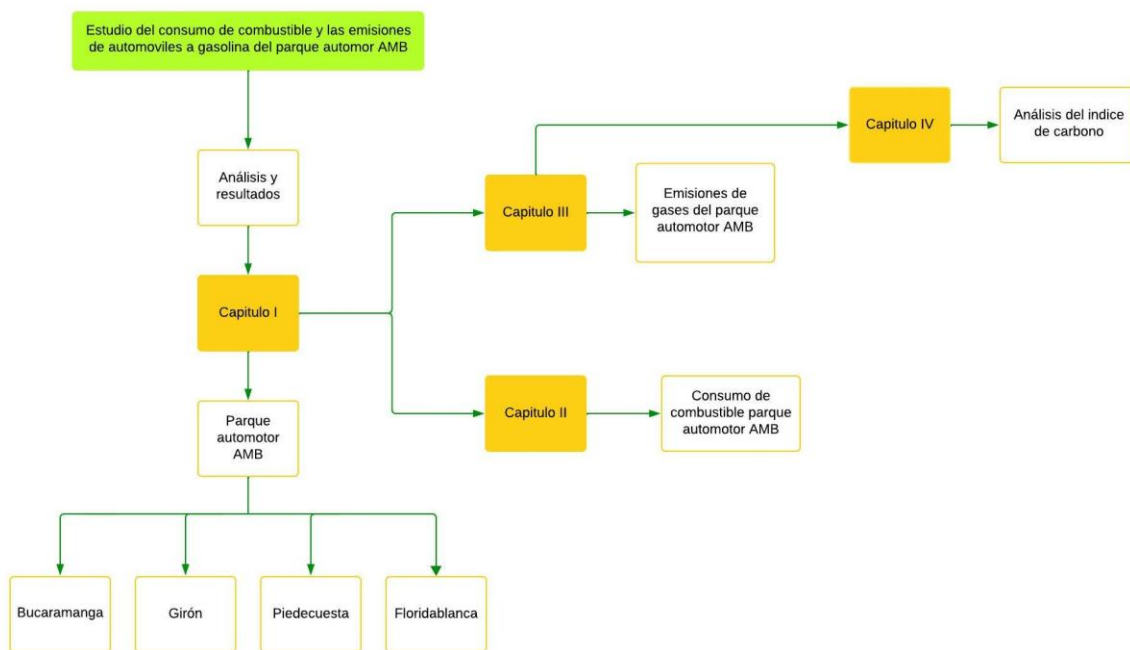 Estudio del consumo de combustible y las emisiones
de automoviles a gasolina del parque automor AMB
Análisis y
resultados
Capitulo I
Parque
automotor
AMB
Bucaramanga
Girón
Piedecuesta
Floridablanca
Capitulo III
Emisiones de
gases del parque
automotor AMB
Capitulo IV
Análisis del indice
de carbono
Capitulo II
Consumo de
combustible parque
automotor AMB